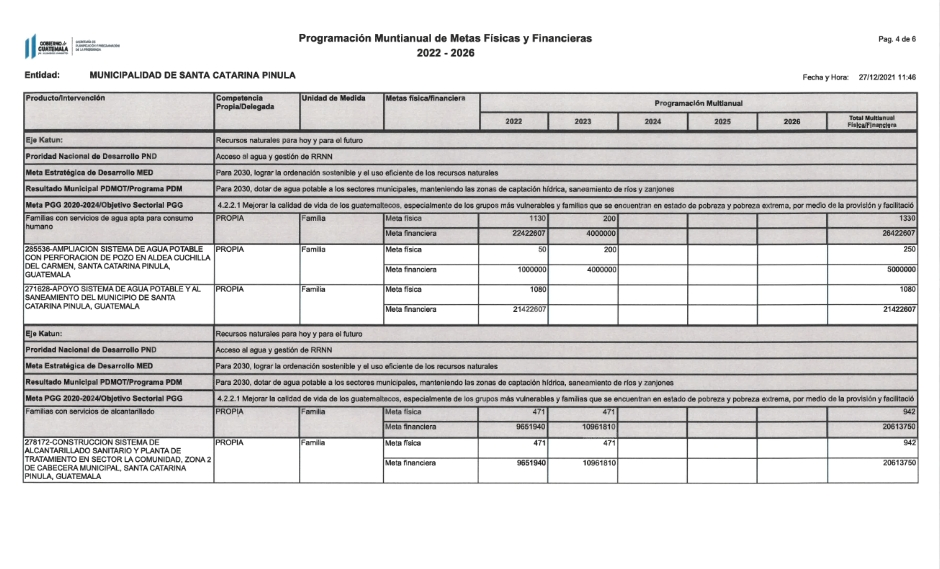 GOBIERNO de
GUATEMALA
Programación Muntianual de Metas Físicas y Financieras
2022 - 2026
Pag. 4 de 6
Entidad: MUNICIPALIDAD DE SANTA CATARINA PINULA
Fecha y Hora: 27/12/2021 11:46
Producto/Intervención Competencia Propia/Delegada Unidad de Medida Metas física/financiera Programación Multianual
2022 2023 2024 2025 2026 Total Multianual Física/Financiera
Eje Katun: Recursos naturales para hoy y para el futuro
Proridad Nacional de Desarrollo PND Acceso al agua y gestión de RRNN
Meta Estratégica de Desarrollo MED Para 2030, lograr la ordenación sostenible y el uso eficiente de los recursos naturales
Resultado Municipal PDMOT/Programa PDM Para 2030, dotar de agua potable a los sectores municipales, manteniendo las zonas de captación hídrica, saneamiento de ríos y zanjones
Meta PGG 2020-2024/Objetivo Sectorial PGG 4.2.2.1 Mejorar la calidad de vida de los guatemaltecos, especialmente de los grupos más vulnerables y familias que se encuentran en estado de pobreza y pobreza extrema, por medio de la provisión y facilitació
Familias con servicios de agua apta para consumo PROPIA Familia Meta física 1130 200 1330
humano Meta financiera 22422607 4000000 26422607
285536-AMPLIACION SISTEMA DE AGUA POTABLE PROPIA Familia Meta física 50 200 250
CON PERFORACION DE POZO EN ALDEA CUCHILLA
DEL CARMEN, SANTA CATARINA PINULA, Meta financiera 1000000 4000000 5000000
GUATEMALA
271628-APOYO SISTEMA DE AGUA POTABLE Y AL PROPIA Familia Meta física 1080 1080
SANEAMIENTO DEL MUNICIPIO DE SANTA
CATARINA PINULA, GUATEMALA Meta financiera 21422607 21422607
Eje Katun: Recursos naturales para hoy y para el futuro
Proridad Nacional de Desarrollo PND Acceso al agua y gestión de RRNN
Meta Estratégica de Desarrollo MED Para 2030, lograr la ordenación sostenible y el uso eficiente de los recursos naturales
Resultado Municipal PDMOT/Programa PDM Para 2030, dotar de agua potable a los sectores municipales, manteniendo las zonas de captación hídrica, saneamiento de ríos y zanjones
Meta PGG 2020-2024/Objetivo Sectorial PGG 4.2.2.1 Mejorar la calidad de vida de los guatemaltecos, especialmente de los grupos más vulnerables y familias que se encuentran en estado de pobreza y pobreza extrema, por medio de la provisión y facilitació
Familias con servicios de alcantarillado PROPIA Familia Meta física 471 471 942
Meta financiera 9651940 10961810 20613750
278172-CONSTRUCCION SISTEMA DE PROPIA Familia Meta física 471 471 942
ALCANTARILLADO SANITARIO Y PLANTA DE
TRATAMIENTO EN SECTOR LA COMUNIDAD, ZONA 2 Meta financiera 9651940 10961810 20613750
DE CABECERA MUNICIPAL, SANTA CATARINA
PINULA, GUATEMALA